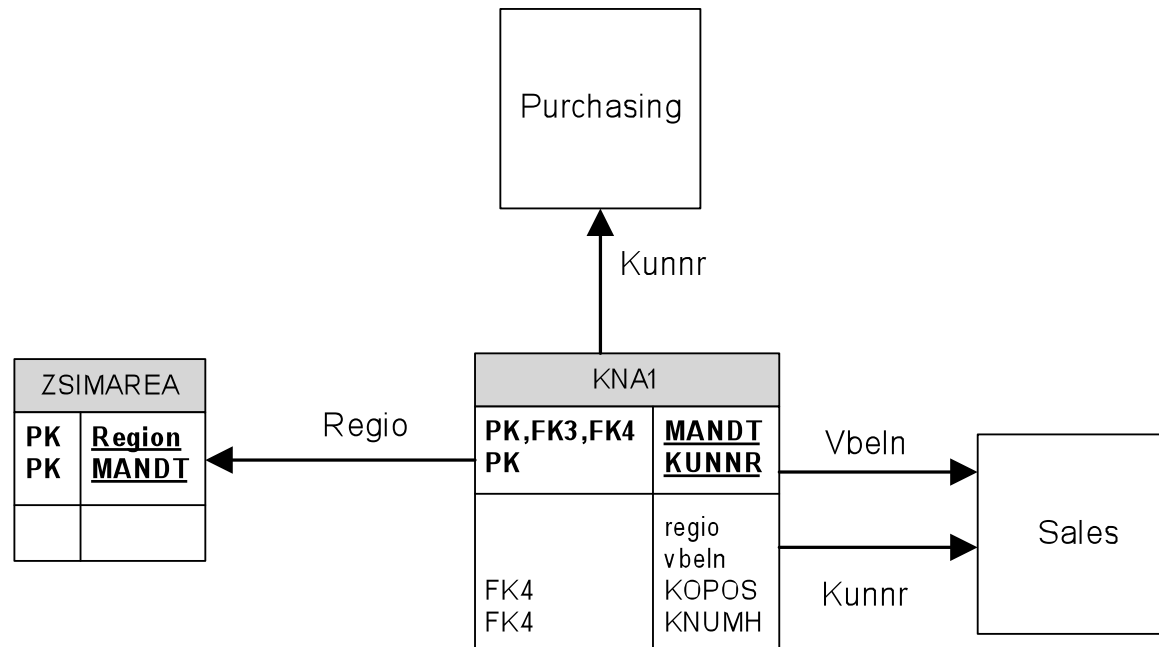 Purchasing
Kunnr
ZSIMAREA
PK Region
PK MANDT
Regio
KNA1
PK,FK3,FK4 MANDT
PK KUNNR
regio
vbeln
FK4 KOPOS
FK4 KNUMH
Vbeln
Kunnr
Sales